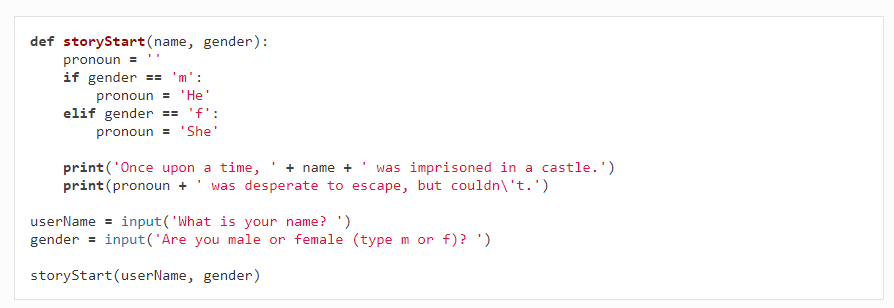 def storyStart(name, gender):
    pronoun = ''
    if gender == 'm':
        pronoun = 'He'
    elif gender == 'f':
        pronoun = 'She'
    print('Once upon a time, ' + name + ' was imprisoned in a castle.')
    print(pronoun + ' was desperate to escape, but couldn\'t.')
userName = input('What is your name? ')
gender = input('Are you male or female (type m or f)? ')
storyStart(userName, gender)